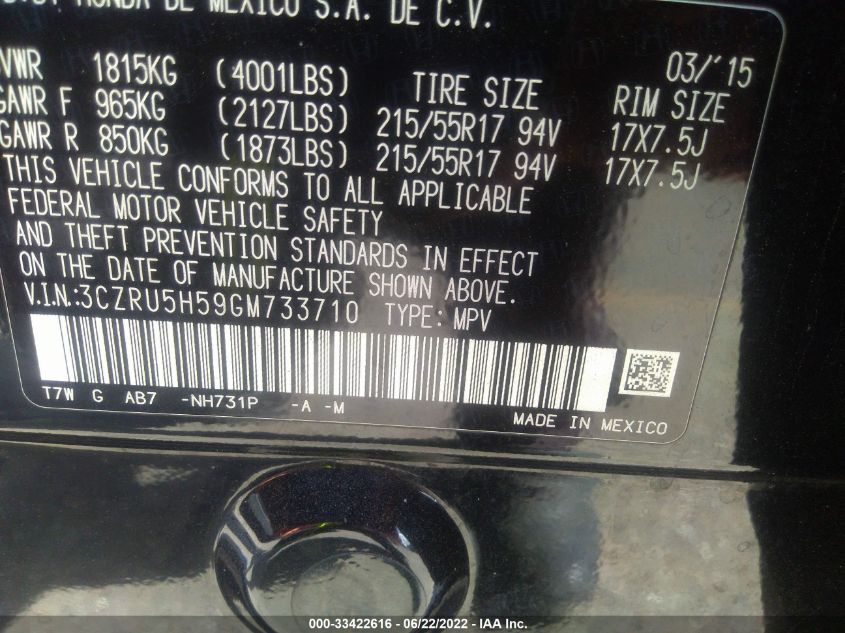 HONDA DE MEXICO S.A. DE C.V.
03/'15
VWR 1815KG (4001LBS) TIRE SIZE RIM SIZE
GAWR F 965KG (2127LBS) 215/55R17 94V 17X7.5J
GAWR R 850KG (1873LBS) 215/55R17 94V 17X7.5J
THIS VEHICLE CONFORMS TO ALL APPLICABLE
FEDERAL MOTOR VEHICLE SAFETY
AND THEFT PREVENTION STANDARDS IN EFFECT
ON THE DATE OF MANUFACTURE SHOWN ABOVE.
V.I.N.:3CZRU5H59GM733710 TYPE: MPV
T7W G AB7 -NH731P -A -M
MADE IN MEXICO
000-33422616 - 06/22/2022 - IAA Inc.